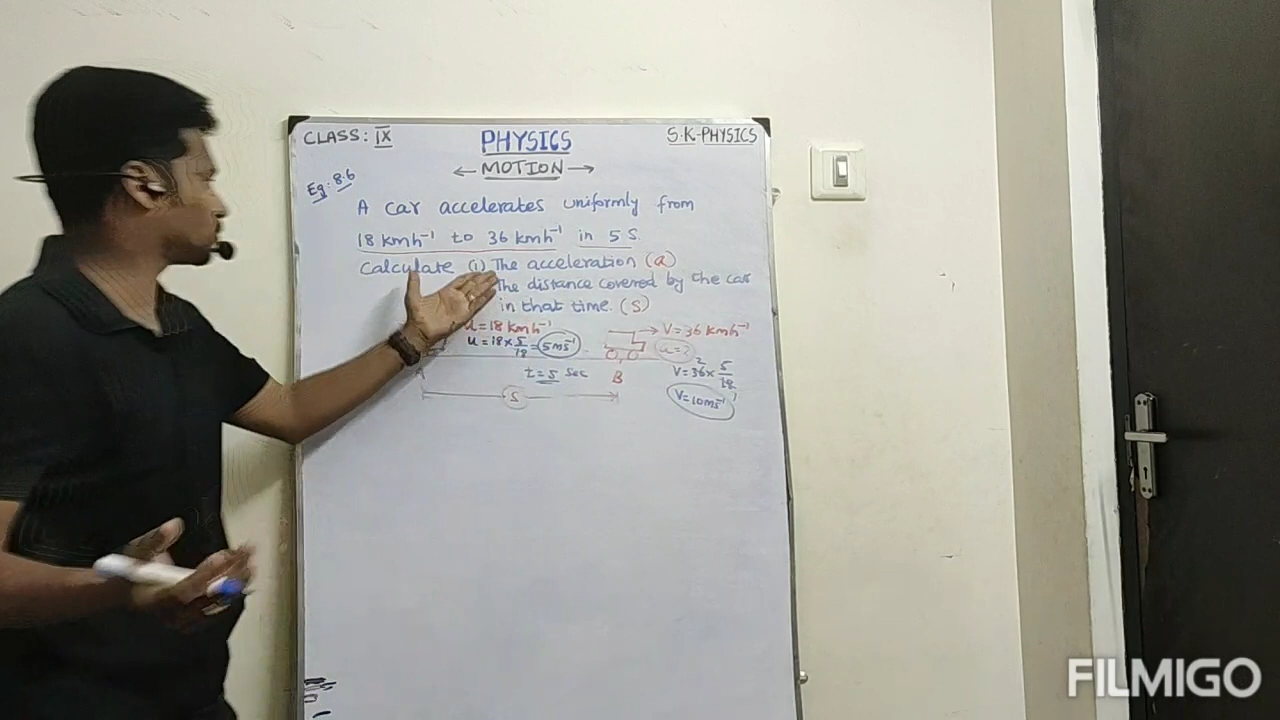 CLASS: IX
PHYSICS
S.K-PHYSICS
← MOTION →
Eg: 8.6
A car accelerates uniformly from
18 kmh⁻¹ to 36 kmh⁻¹ in 5 S.
Calculate (i) The acceleration (a)
The distance covered by the car
in that time. (S)
u = 18 kmh⁻¹
V = 36 kmh⁻¹
u = 18 × 5/18 = 5ms⁻¹
u = ?
V = 36 × 5/18
2
t = 5 Sec
B
V = 10ms⁻¹
S
FILMIGO